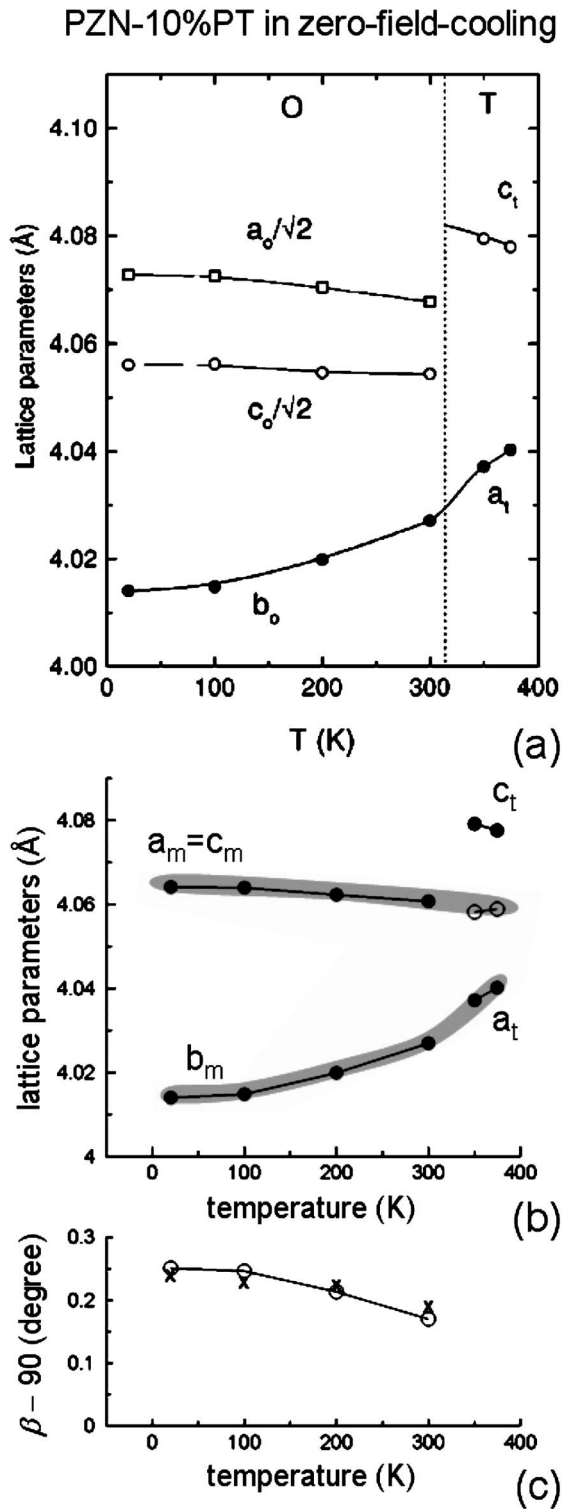 PZN-10%PT in zero-field-cooling
O
T
4.10
c_t
4.08
a_o/√2
4.06
c_o/√2
4.04
a_t
4.02
b_o
4.00
Lattice parameters (Å)
0
100
200
300
400
T (K)
(a)
c_t
4.08
a_m=c_m
4.06
4.04
a_t
b_m
4.02
4
lattice parameters (Å)
0
100
200
300
400
temperature (K)
(b)
0.3
0.2
0.1
0
β − 90 (degree)
0
100
200
300
400
temperature (K)
(c)